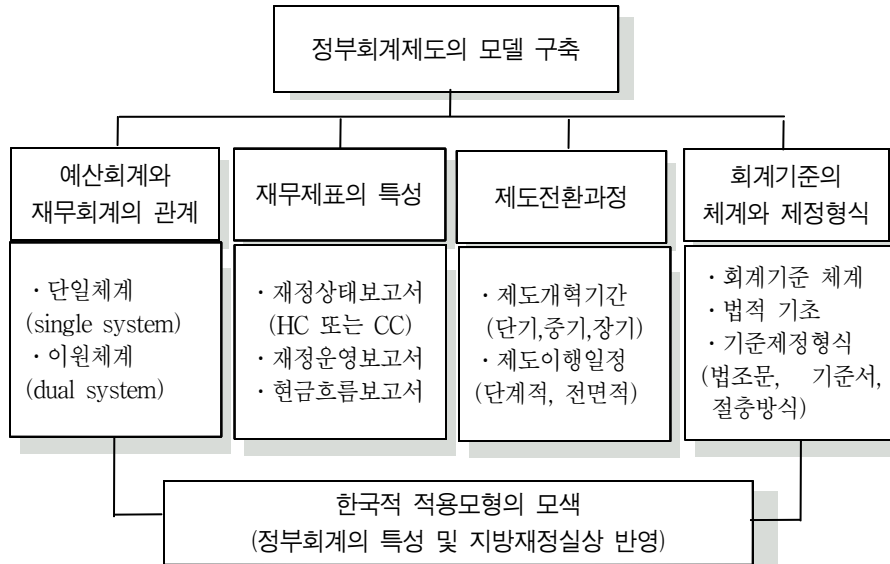 정부회계제도의 모델 구축
예산회계와
재무회계의 관계
재무제표의 특성
제도전환과정
회계기준의
체계와 제정형식
· 단일체계
(single system)
· 이원체계
(dual system)
· 재정상태보고서
(HC 또는 CC)
· 재정운영보고서
· 현금흐름보고서
· 제도개혁기간
(단기,중기,장기)
· 제도이행일정
(단계적, 전면적)
· 회계기준 체계
· 법적 기초
· 기준제정형식
(법조문, 기준서,
절충방식)
한국적 적용모형의 모색
(정부회계의 특성 및 지방재정실상 반영)